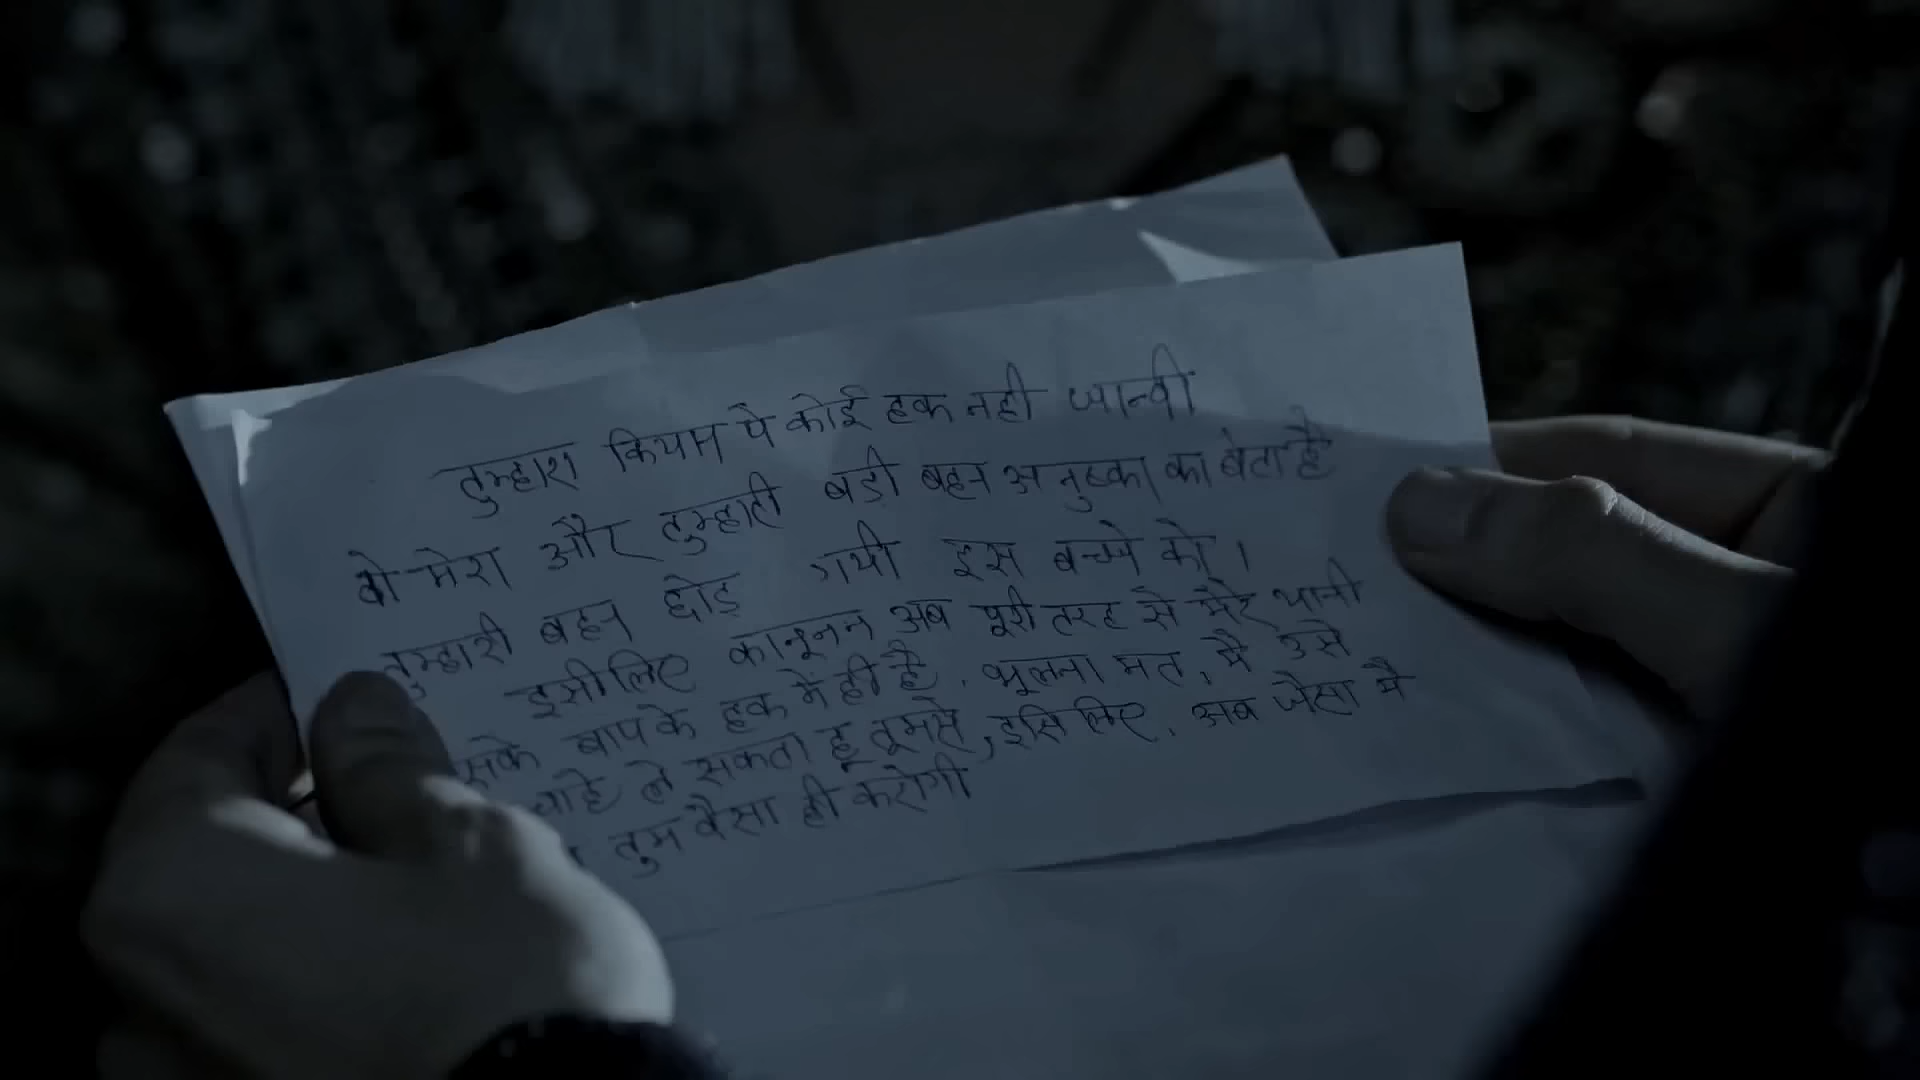 तुम्हारा कियान पे कोई हक नही ज्यान्वी
वो मेरा और तुम्हारी बड़ी बहन अनुष्का का बेटा है
तुम्हारी बहन छोड़ गयी इस बच्चे को।
इसीलिए कानूनन अब पूरी तरह से मेरे यानी
उसके बाप के हक में ही है. भूलना मत, मै उसे
चाहे ले सकता हू तूमसे, इसिलिए, अब जैसा मै
तुम वैसा ही करोगी